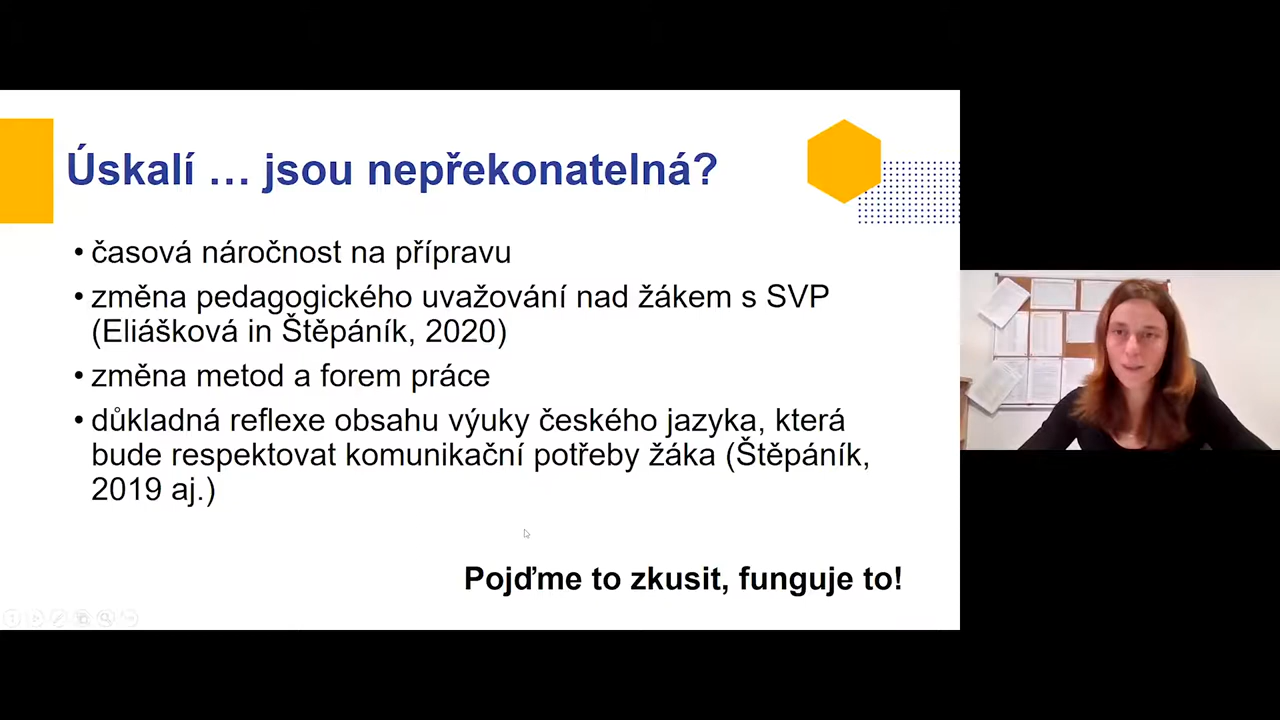 Úskalí … jsou nepřekonatelná?
• časová náročnost na přípravu
• změna pedagogického uvažování nad žákem s SVP
(Eliášková in Štěpáník, 2020)
• změna metod a forem práce
• důkladná reflexe obsahu výuky českého jazyka, která
bude respektovat komunikační potřeby žáka (Štěpáník,
2019 aj.)
Pojďme to zkusit, funguje to!